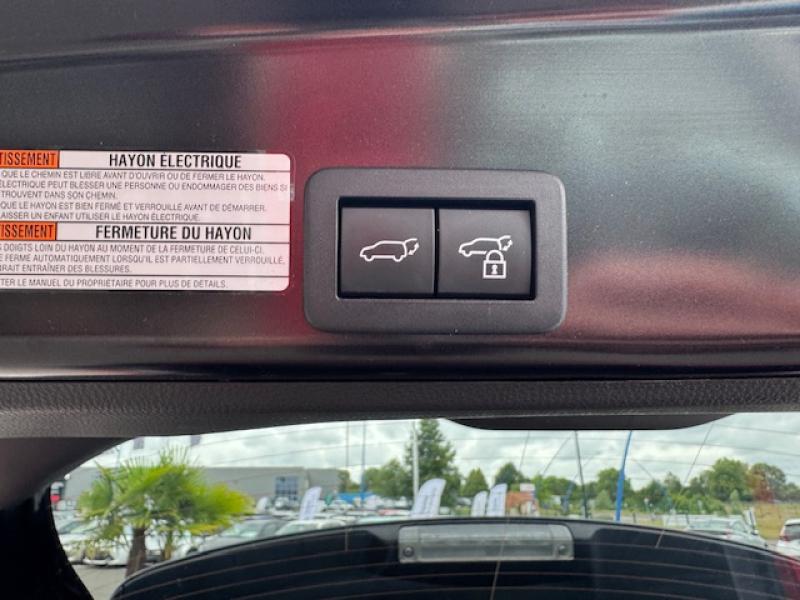 TISSEMENT HAYON ÉLECTRIQUE
QUE LE CHEMIN EST LIBRE AVANT D'OUVRIR OU DE FERMER LE HAYON.
ÉLECTRIQUE PEUT BLESSER UNE PERSONNE OU ENDOMMAGER DES BIENS SI
TROUVENT DANS SON CHEMIN.
QUE LE HAYON EST BIEN FERMÉ ET VERROUILLÉ AVANT DE DÉMARRER.
AISSER UN ENFANT UTILISER LE HAYON ÉLECTRIQUE.
TISSEMENT FERMETURE DU HAYON
S DOIGTS LOIN DU HAYON AU MOMENT DE LA FERMETURE DE CELUI-CI.
E FERME AUTOMATIQUEMENT LORSQU'IL EST PARTIELLEMENT VERROUILLÉ,
RAIT ENTRAÎNER DES BLESSURES.
TER LE MANUEL DU PROPRIÉTAIRE POUR PLUS DE DÉTAILS.